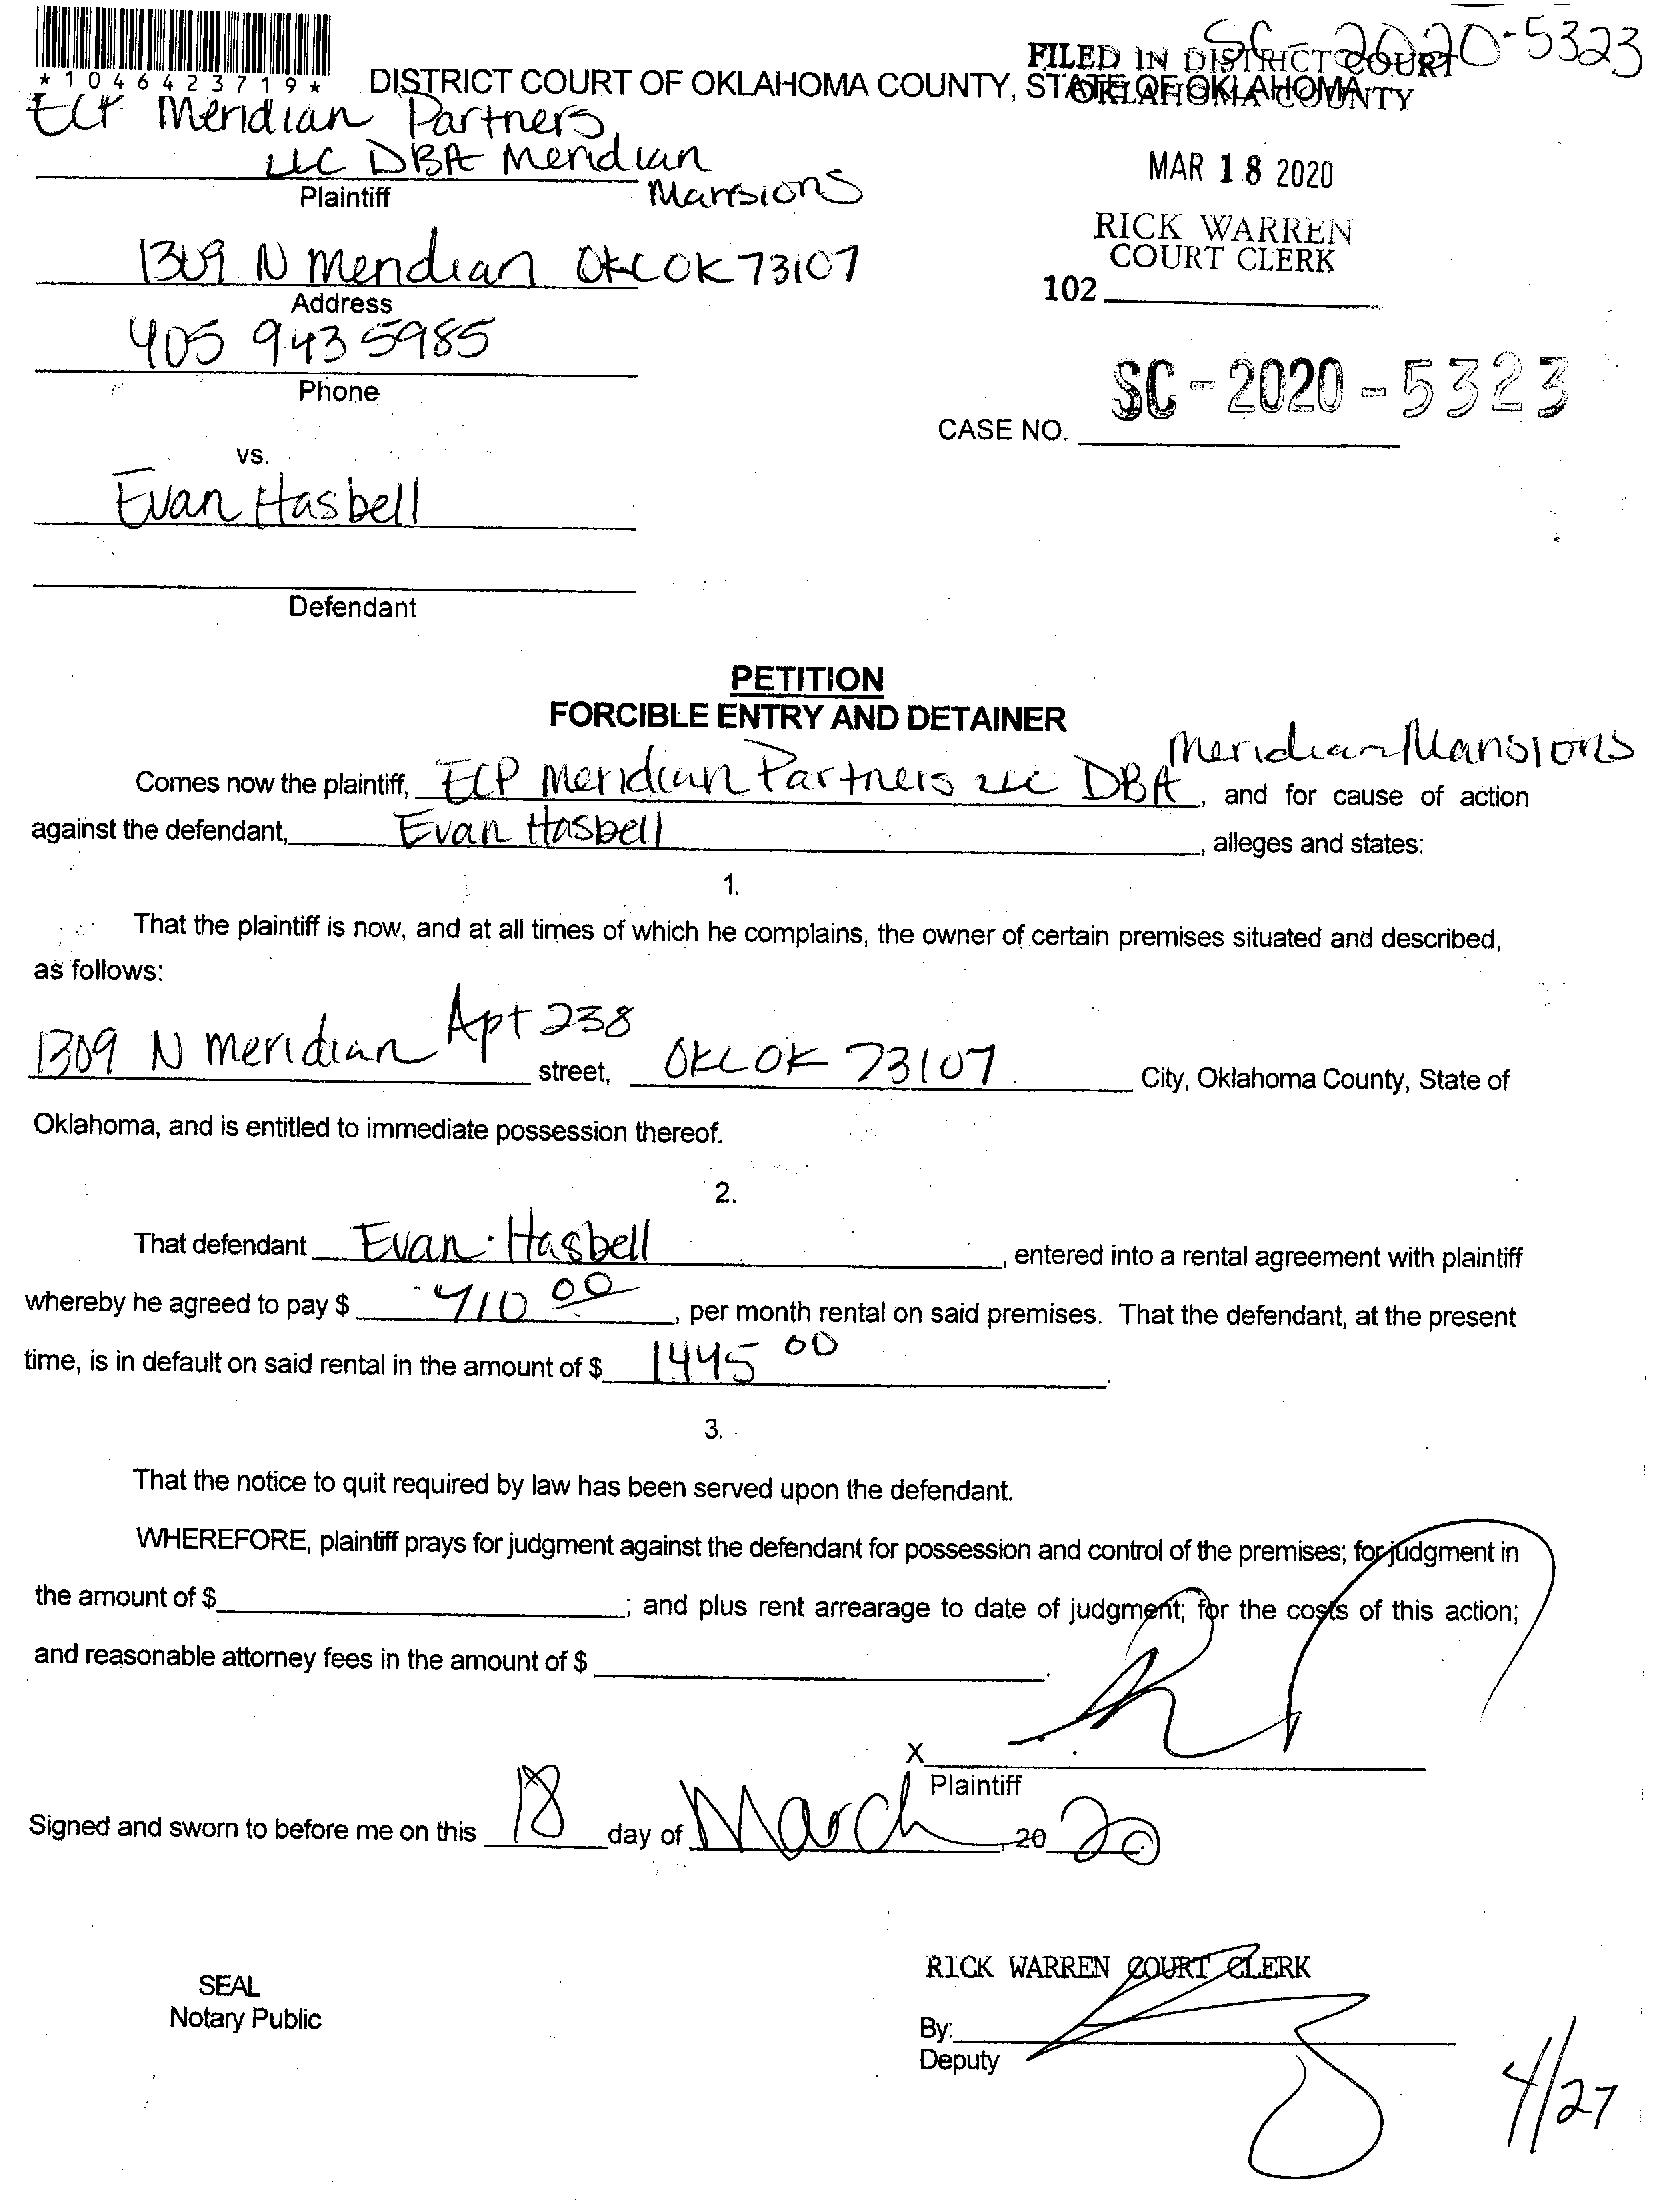 SC-2020-5323
FILED IN DISTRICT COURT
OKLAHOMA COUNTY
*1046423719*
DISTRICT COURT OF OKLAHOMA COUNTY, STATE OF OKLAHOMA
ECP Meridian Partners
LLC DBA Meridian
Mansions
Plaintiff
MAR 18 2020
RICK WARREN
COURT CLERK
102
1309 N Meridian OKC OK 73107
Address
405 943 5985
Phone
SC-2020-5323
CASE NO.
vs.
Evan Hasbell
Defendant
PETITION
FORCIBLE ENTRY AND DETAINER
Meridian Mansions
Comes now the plaintiff, ECP Meridian Partners LLC DBA, and for cause of action
against the defendant, Evan Hasbell, alleges and states:
1.
That the plaintiff is now, and at all times of which he complains, the owner of certain premises situated and described,
as follows:
1309 N Meridian Apt 238 street, OKC OK 73107 City, Oklahoma County, State of
Oklahoma, and is entitled to immediate possession thereof.
2.
That defendant Evan Hasbell, entered into a rental agreement with plaintiff
whereby he agreed to pay $ 710 00, per month rental on said premises. That the defendant, at the present
time, is in default on said rental in the amount of $ 1445 00.
3.
That the notice to quit required by law has been served upon the defendant.
WHEREFORE, plaintiff prays for judgment against the defendant for possession and control of the premises; for judgment in
the amount of $; and plus rent arrearage to date of judgment; for the costs of this action;
and reasonable attorney fees in the amount of $.
X
Plaintiff
Signed and sworn to before me on this 18 day of March, 20 20
RICK WARREN COURT CLERK
SEAL
Notary Public
By:
Deputy
4/27